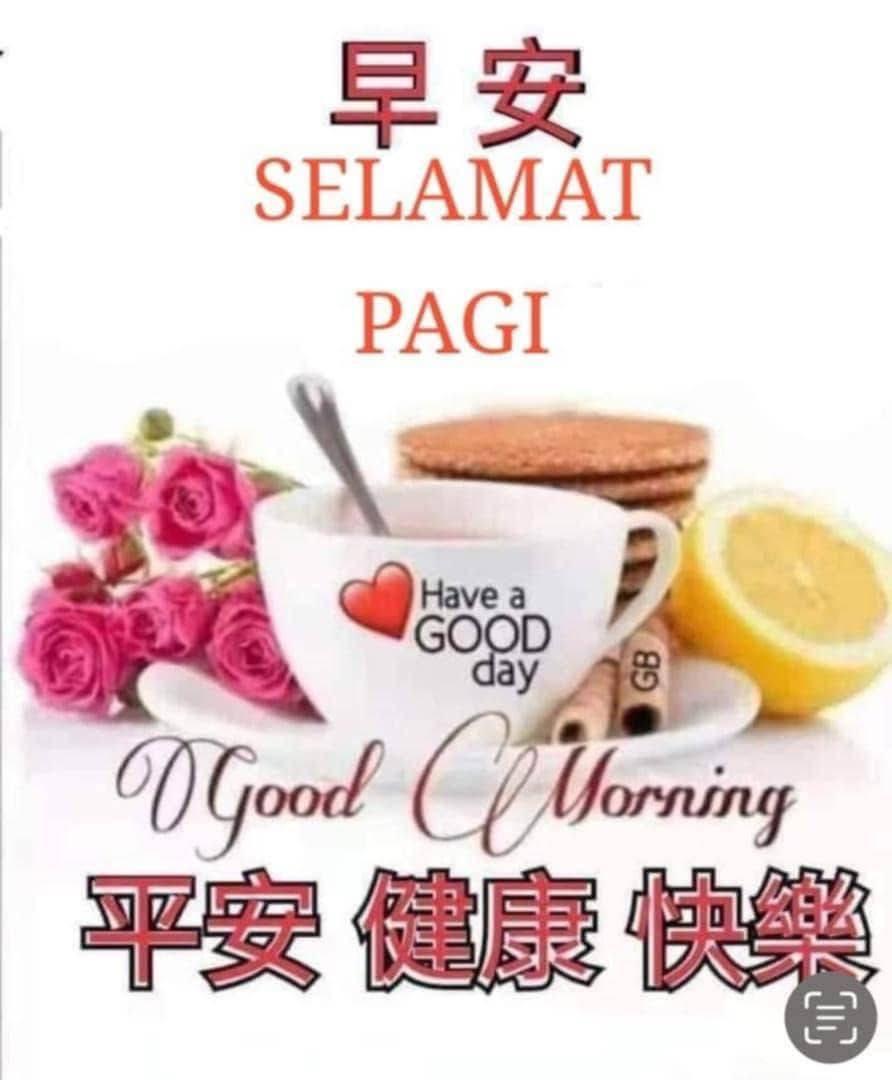 早安
SELAMAT
PAGI
Have a
GOOD
day
GB
Good Morning
平安 健康 快樂